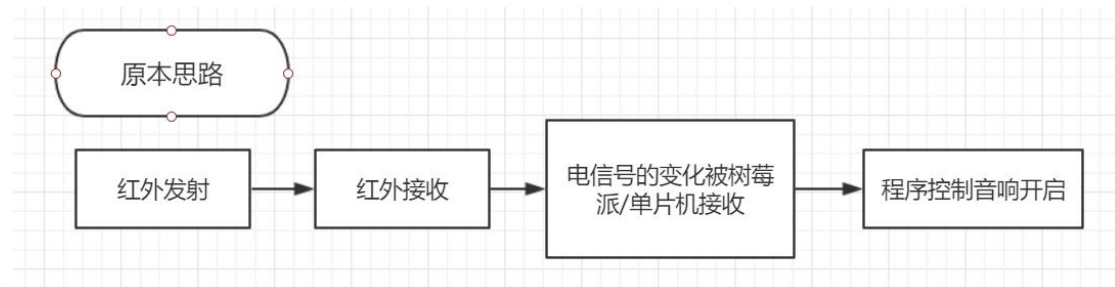 原本思路
红外发射
红外接收
电信号的变化被树莓
派/单片机接收
程序控制音响开启